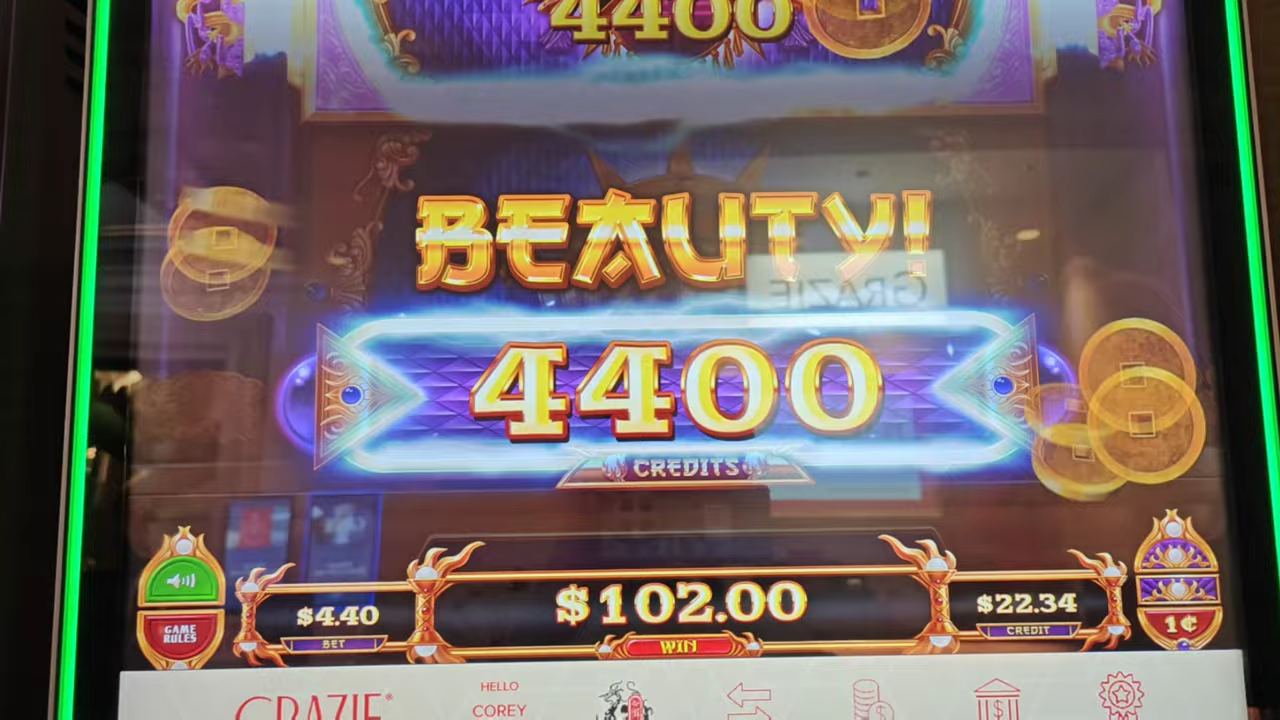 4400
BEAUTY!
GRAZIE
4400
CREDITS
$4.40
BET
$102.00
WIN
$22.34
CREDIT
GAME
RULES
1¢
GRAZIE®
HELLO
COREY